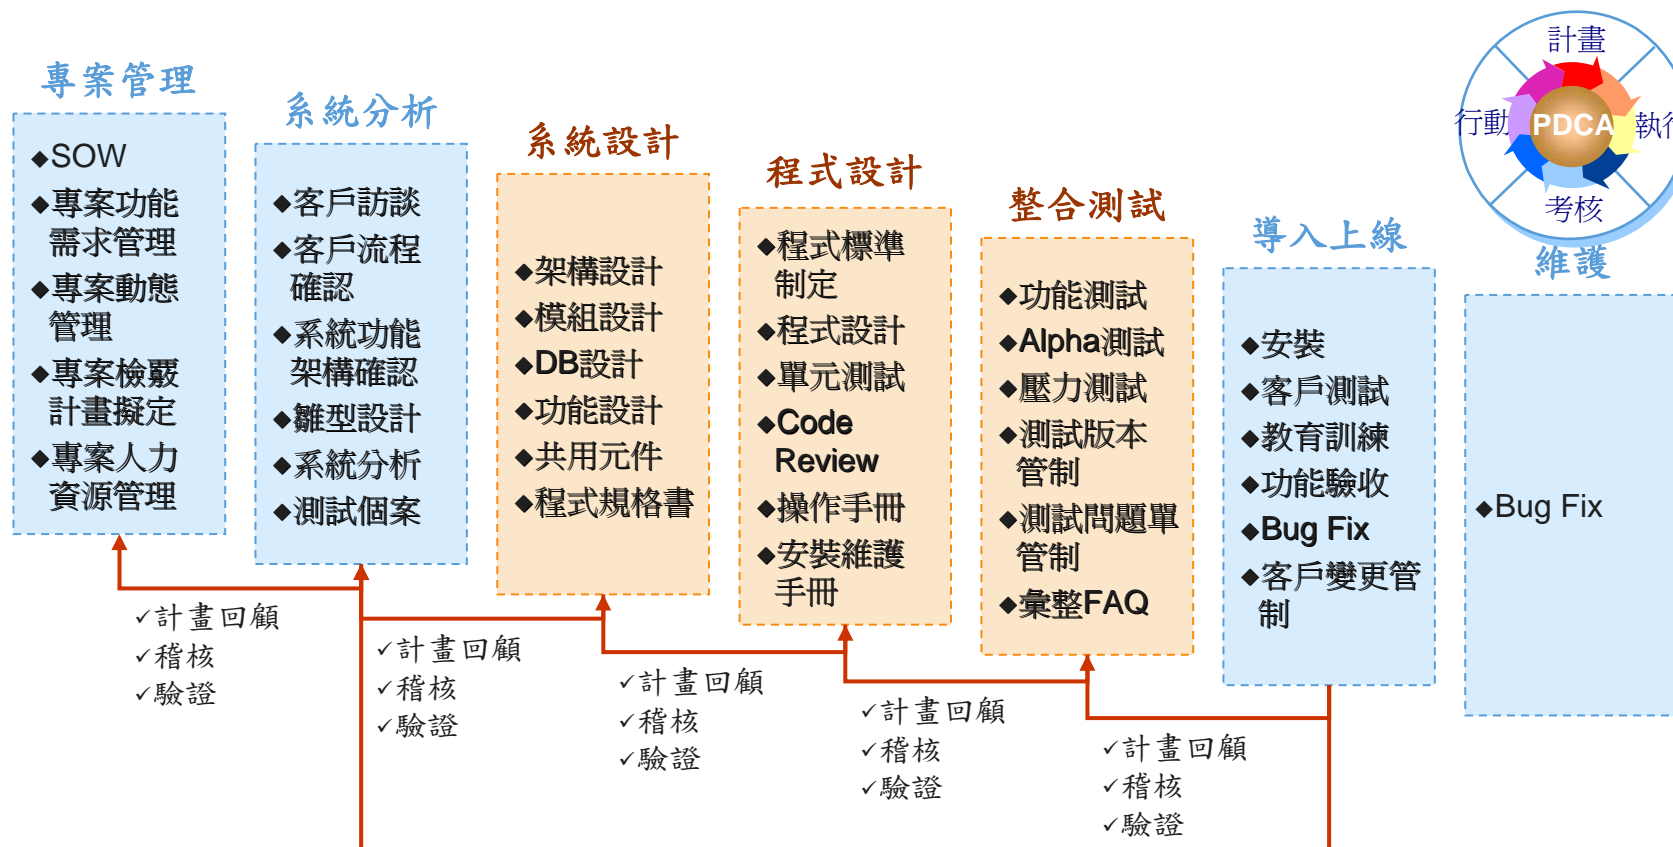 專案管理
◆SOW
◆專案功能
需求管理
◆專案動態
管理
◆專案檢覈
計畫擬定
◆專案人力
資源管理
✓計畫回顧
✓稽核
✓驗證
系統分析
◆客戶訪談
◆客戶流程
確認
◆系統功能
架構確認
◆雛型設計
◆系統分析
◆測試個案
✓計畫回顧
✓稽核
✓驗證
系統設計
◆架構設計
◆模組設計
◆DB設計
◆功能設計
◆共用元件
◆程式規格書
✓計畫回顧
✓稽核
✓驗證
程式設計
◆程式標準
制定
◆程式設計
◆單元測試
◆Code
Review
◆操作手冊
◆安裝維護
手冊
✓計畫回顧
✓稽核
✓驗證
整合測試
◆功能測試
◆Alpha測試
◆壓力測試
◆測試版本
管制
◆測試問題單
管制
◆彙整FAQ
✓計畫回顧
✓稽核
✓驗證
導入上線
◆安裝
◆客戶測試
◆教育訓練
◆功能驗收
◆Bug Fix
◆客戶變更管
制
計畫
行動
PDCA
執行
考核
維護
◆Bug Fix